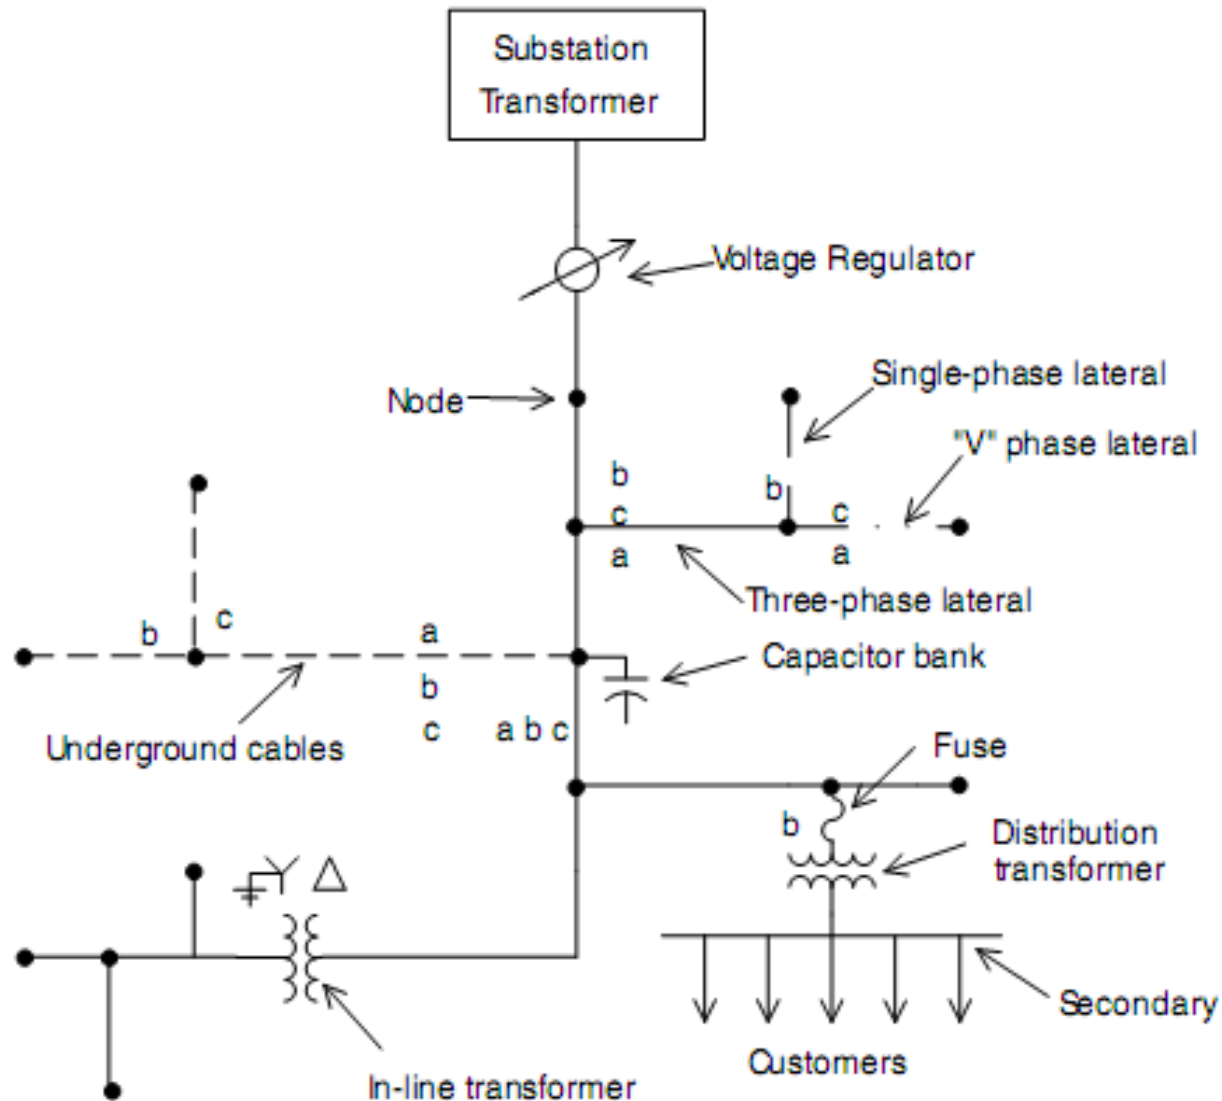 Substation
Transformer
Voltage Regulator
Node
Single-phase lateral
"V" phase lateral
b
c
a
b
c
a
Three-phase lateral
b
c
a
b
c
Underground cables
Capacitor bank
a b c
Fuse
b
Distribution
transformer
Secondary
Customers
In-line transformer